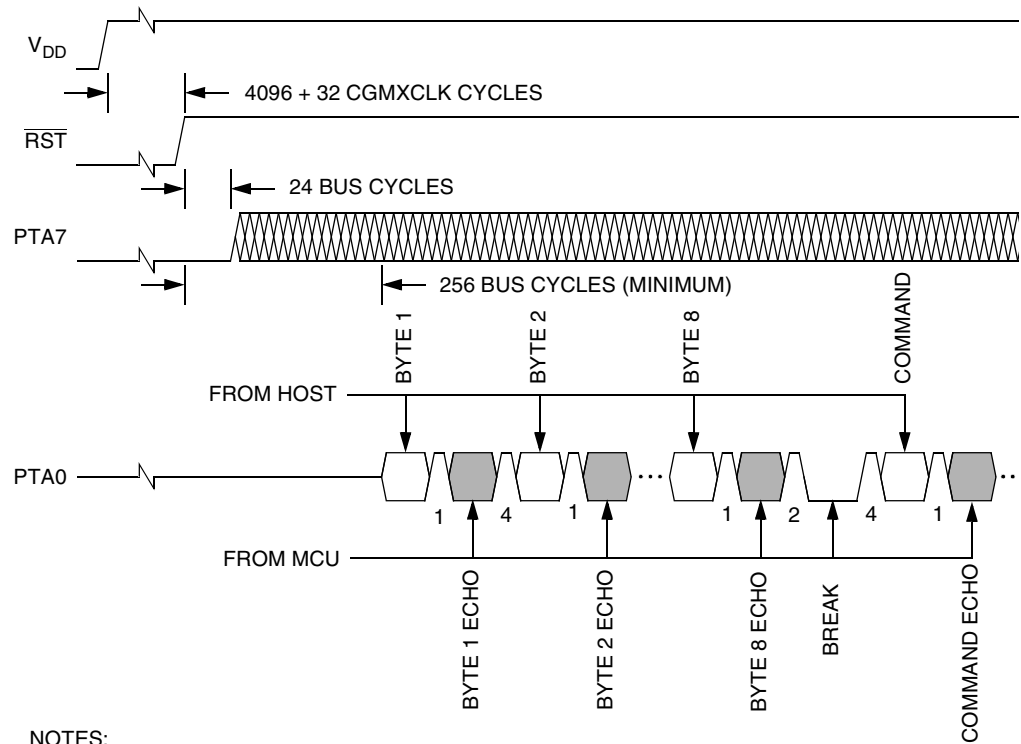 VDD
4096 + 32 CGMXCLK CYCLES
RST
24 BUS CYCLES
PTA7
256 BUS CYCLES (MINIMUM)
BYTE 1
BYTE 2
BYTE 8
COMMAND
FROM HOST
PTA0
1
4
1
1
2
4
1
FROM MCU
BYTE 1 ECHO
BYTE 2 ECHO
BYTE 8 ECHO
BREAK
COMMAND ECHO
NOTES: